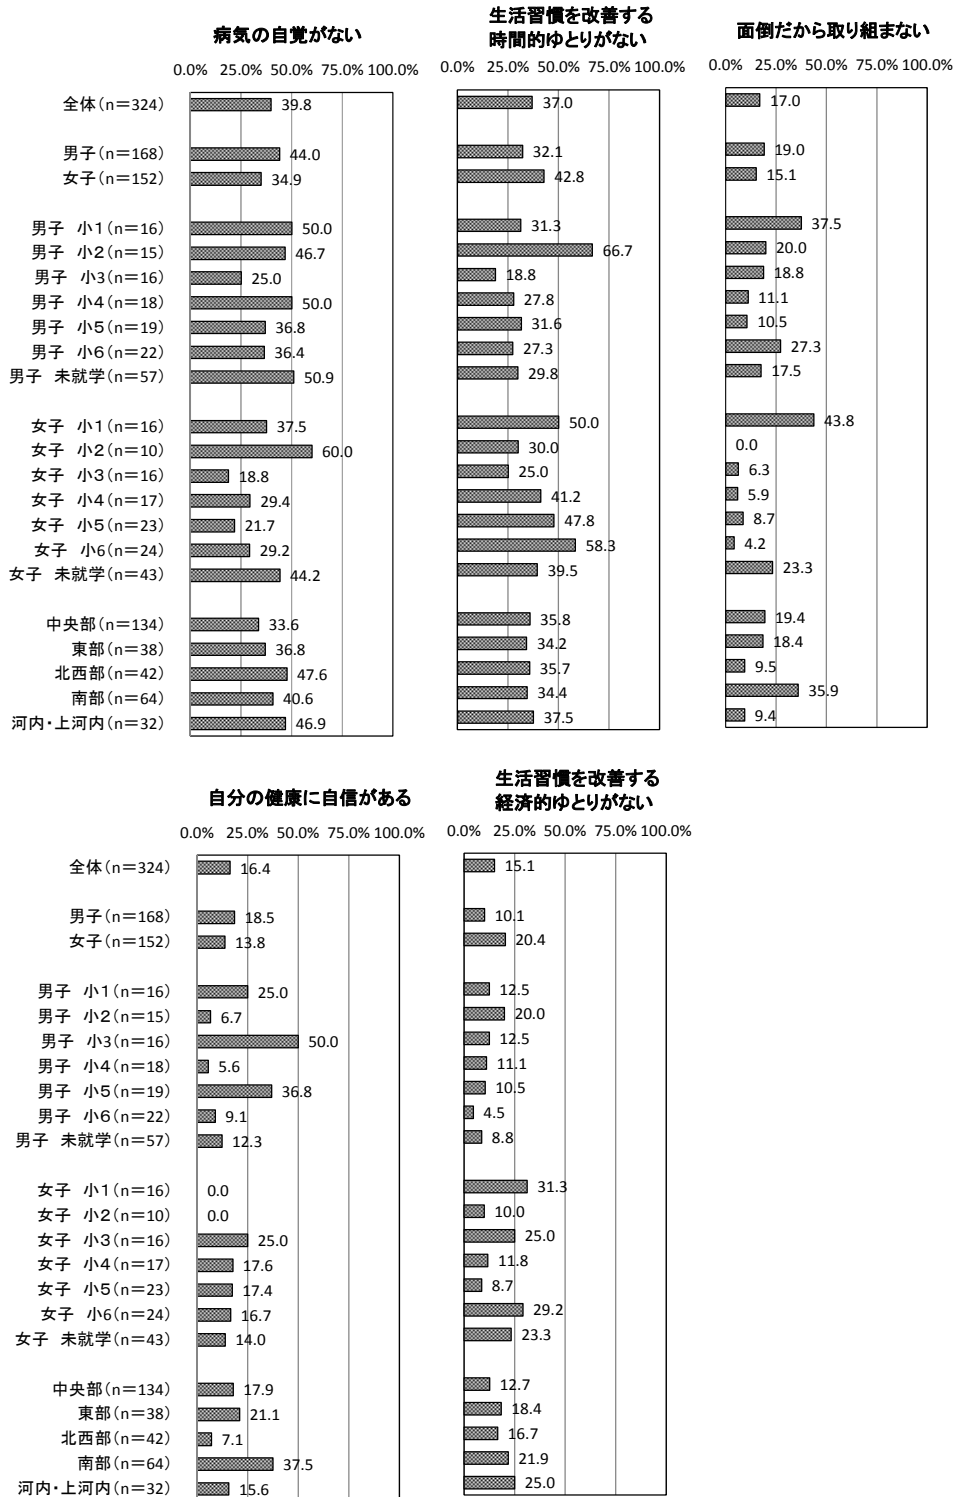 病気の自覚がない
生活習慣を改善する
時間的ゆとりがない
面倒だから取り組まない
0.0% 25.0% 50.0% 75.0% 100.0% 0.0% 25.0% 50.0% 75.0% 100.0% 0.0% 25.0% 50.0% 75.0% 100.0%
全体(n=324) 39.8 37.0 17.0
男子(n=168) 44.0 32.1 19.0
女子(n=152) 34.9 42.8 15.1
男子 小1(n=16) 50.0 31.3 37.5
男子 小2(n=15) 46.7 66.7 20.0
男子 小3(n=16) 25.0 18.8 18.8
男子 小4(n=18) 50.0 27.8 11.1
男子 小5(n=19) 36.8 31.6 10.5
男子 小6(n=22) 36.4 27.3 27.3
男子 未就学(n=57) 50.9 29.8 17.5
女子 小1(n=16) 37.5 50.0 43.8
女子 小2(n=10) 60.0 30.0 0.0
女子 小3(n=16) 18.8 25.0 6.3
女子 小4(n=17) 29.4 41.2 5.9
女子 小5(n=23) 21.7 47.8 8.7
女子 小6(n=24) 29.2 58.3 4.2
女子 未就学(n=43) 44.2 39.5 23.3
中央部(n=134) 33.6 35.8 19.4
東部(n=38) 36.8 34.2 18.4
北西部(n=42) 47.6 35.7 9.5
南部(n=64) 40.6 34.4 35.9
河内・上河内(n=32) 46.9 37.5 9.4
自分の健康に自信がある
生活習慣を改善する
経済的ゆとりがない
0.0% 25.0% 50.0% 75.0% 100.0% 0.0% 25.0% 50.0% 75.0% 100.0%
全体(n=324) 16.4 15.1
男子(n=168) 18.5 10.1
女子(n=152) 13.8 20.4
男子 小1(n=16) 25.0 12.5
男子 小2(n=15) 6.7 20.0
男子 小3(n=16) 50.0 12.5
男子 小4(n=18) 5.6 11.1
男子 小5(n=19) 36.8 10.5
男子 小6(n=22) 9.1 4.5
男子 未就学(n=57) 12.3 8.8
女子 小1(n=16) 0.0 31.3
女子 小2(n=10) 0.0 10.0
女子 小3(n=16) 25.0 25.0
女子 小4(n=17) 17.6 11.8
女子 小5(n=23) 17.4 8.7
女子 小6(n=24) 16.7 29.2
女子 未就学(n=43) 14.0 23.3
中央部(n=134) 17.9 12.7
東部(n=38) 21.1 18.4
北西部(n=42) 7.1 16.7
南部(n=64) 37.5 21.9
河内・上河内(n=32) 15.6 25.0